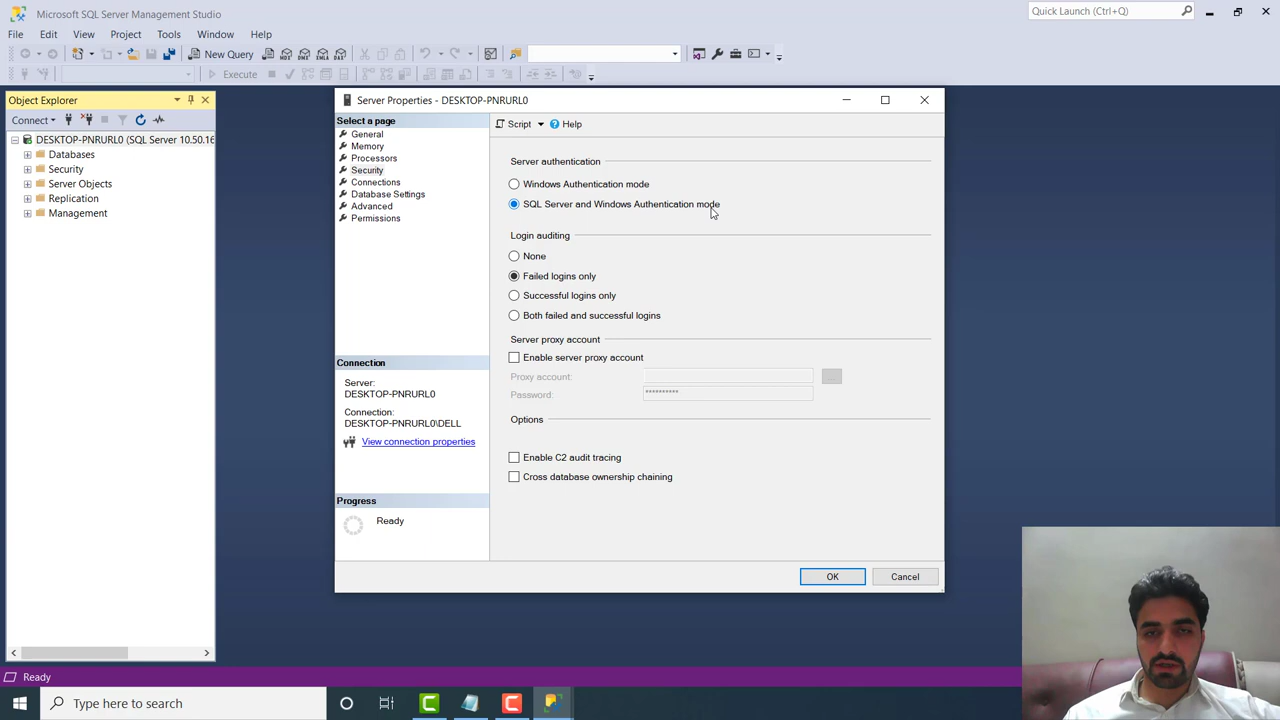 Microsoft SQL Server Management Studio
Quick Launch (Ctrl+Q)
File Edit View Project Tools Window Help
New Query
MDX DMX XMLA DAX
Execute
Object Explorer
Connect
DESKTOP-PNRURL0 (SQL Server 10.50.16
Databases
Security
Server Objects
Replication
Management
Server Properties - DESKTOP-PNRURL0
Select a page
General
Memory
Processors
Security
Connections
Database Settings
Advanced
Permissions
Connection
Server:
DESKTOP-PNRURL0
Connection:
DESKTOP-PNRURL0\DELL
View connection properties
Progress
Ready
Script Help
Server authentication
Windows Authentication mode
SQL Server and Windows Authentication mode
Login auditing
None
Failed logins only
Successful logins only
Both failed and successful logins
Server proxy account
Enable server proxy account
Proxy account:
...
Password:
**********
Options
Enable C2 audit tracing
Cross database ownership chaining
OK Cancel
Ready
Type here to search